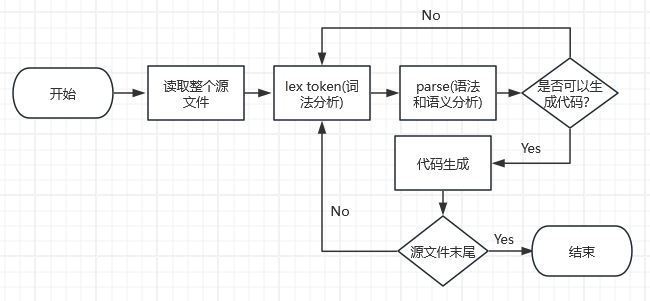 No
开始
读取整个源
文件
lex token(词
法分析)
parse(语法
和语义分析)
是否可以生
成代码？
Yes
代码生成
No
源文件末尾
Yes
结束